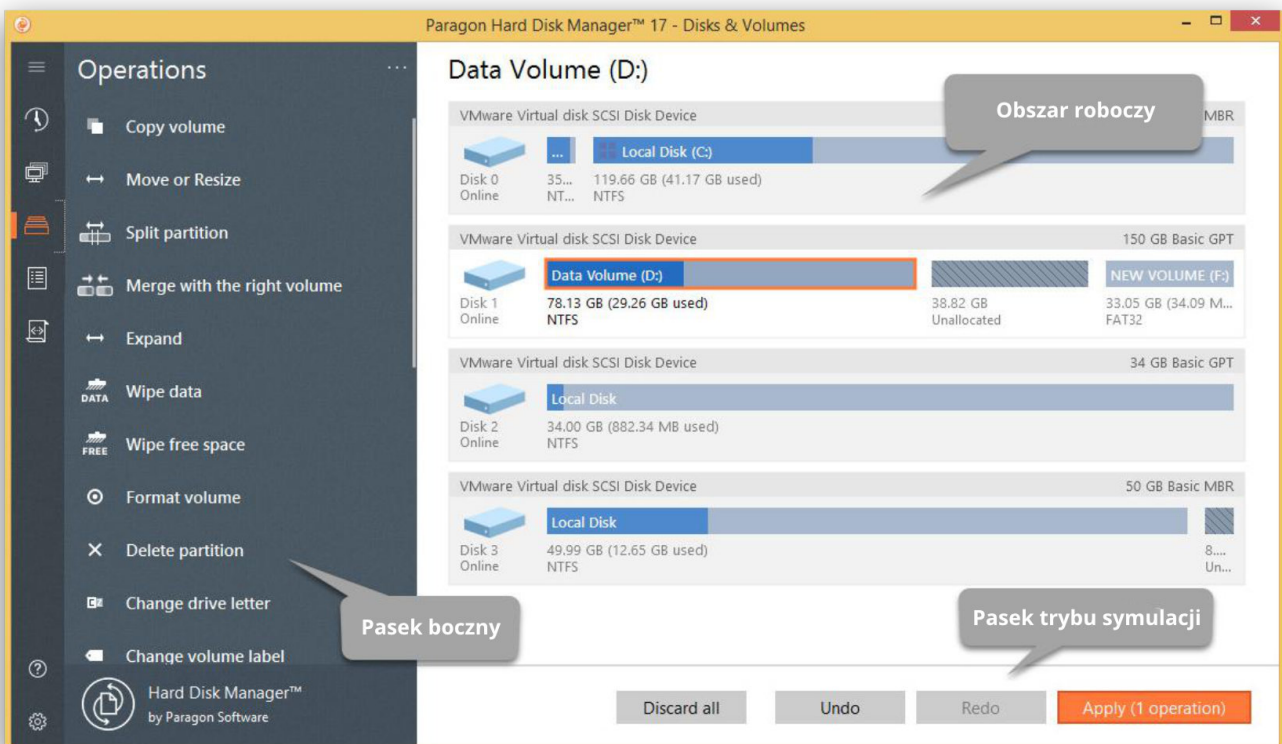 Paragon Hard Disk Manager™ 17 - Disks & Volumes
Operations
...
Copy volume
Move or Resize
Split partition
Merge with the right volume
Expand
DATA
Wipe data
FREE
Wipe free space
Format volume
Delete partition
Change drive letter
Change volume label
Hard Disk Manager™
by Paragon Software
Pasek boczny
Data Volume (D:)
Obszar roboczy
VMware Virtual disk SCSI Disk Device
MBR
... Local Disk (C:)
Disk 0 35... 119.66 GB (41.17 GB used)
Online NT... NTFS
VMware Virtual disk SCSI Disk Device 150 GB Basic GPT
Data Volume (D:) NEW VOLUME (F:)
Disk 1 78.13 GB (29.26 GB used) 38.82 GB 33.05 GB (34.09 M...
Online NTFS Unallocated FAT32
VMware Virtual disk SCSI Disk Device 34 GB Basic GPT
Local Disk
Disk 2 34.00 GB (882.34 MB used)
Online NTFS
VMware Virtual disk SCSI Disk Device 50 GB Basic MBR
Local Disk
Disk 3 49.99 GB (12.65 GB used) 8....
Online NTFS Un...
Pasek trybu symulacji
Discard all Undo Redo Apply (1 operation)